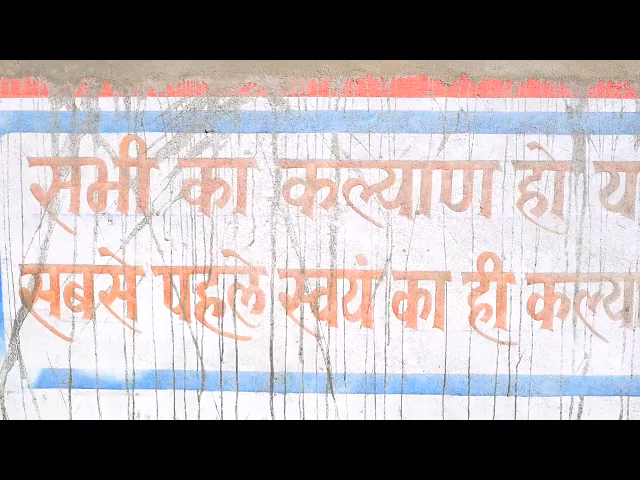 सभी का कल्याण हो य
सबसे पहले स्वयं का ही कल्या